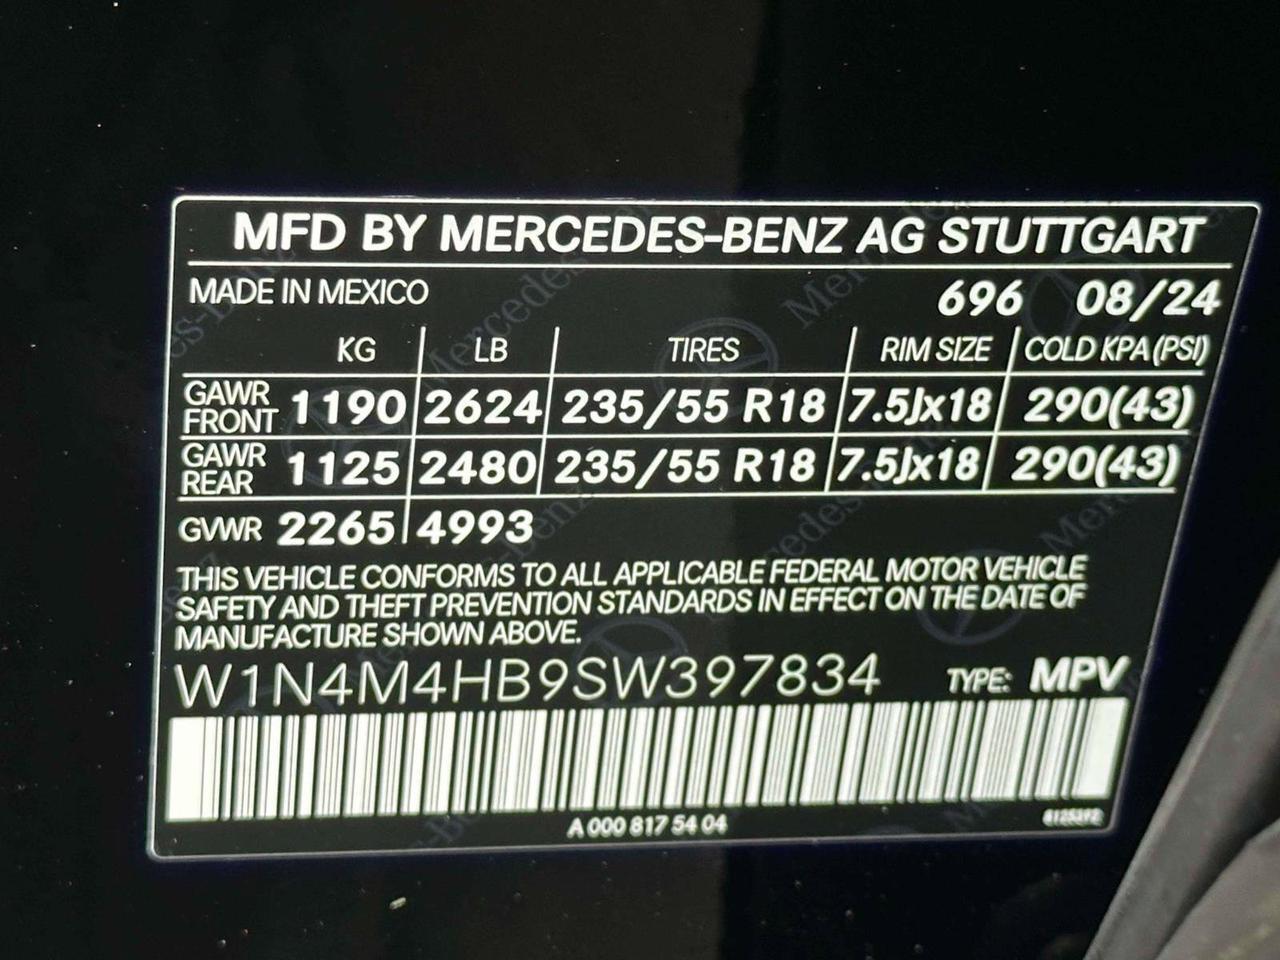 MFD BY MERCEDES-BENZ AG STUTTGART
MADE IN MEXICO 696 08/24
KG LB TIRES RIM SIZE COLD KPA (PSI)
GAWR FRONT 1190 2624 235/55 R18 7.5Jx18 290(43)
GAWR REAR 1125 2480 235/55 R18 7.5Jx18 290(43)
GVWR 2265 4993
THIS VEHICLE CONFORMS TO ALL APPLICABLE FEDERAL MOTOR VEHICLE
SAFETY AND THEFT PREVENTION STANDARDS IN EFFECT ON THE DATE OF
MANUFACTURE SHOWN ABOVE.
W1N4M4HB9SW397834 TYPE: MPV
A 000 817 54 04